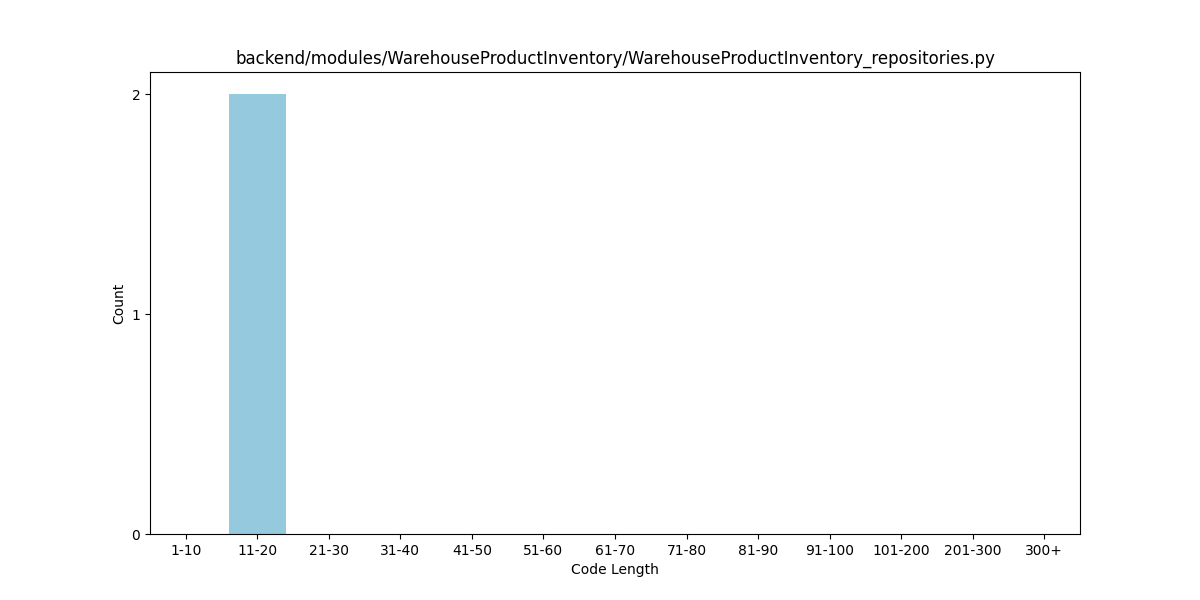 backend/modules/WarehouseProductInventory/WarehouseProductInventory_repositories.py
2
1
0
Count
1-10 11-20 21-30 31-40 41-50 51-60 61-70 71-80 81-90 91-100 101-200 201-300 300+
Code Length